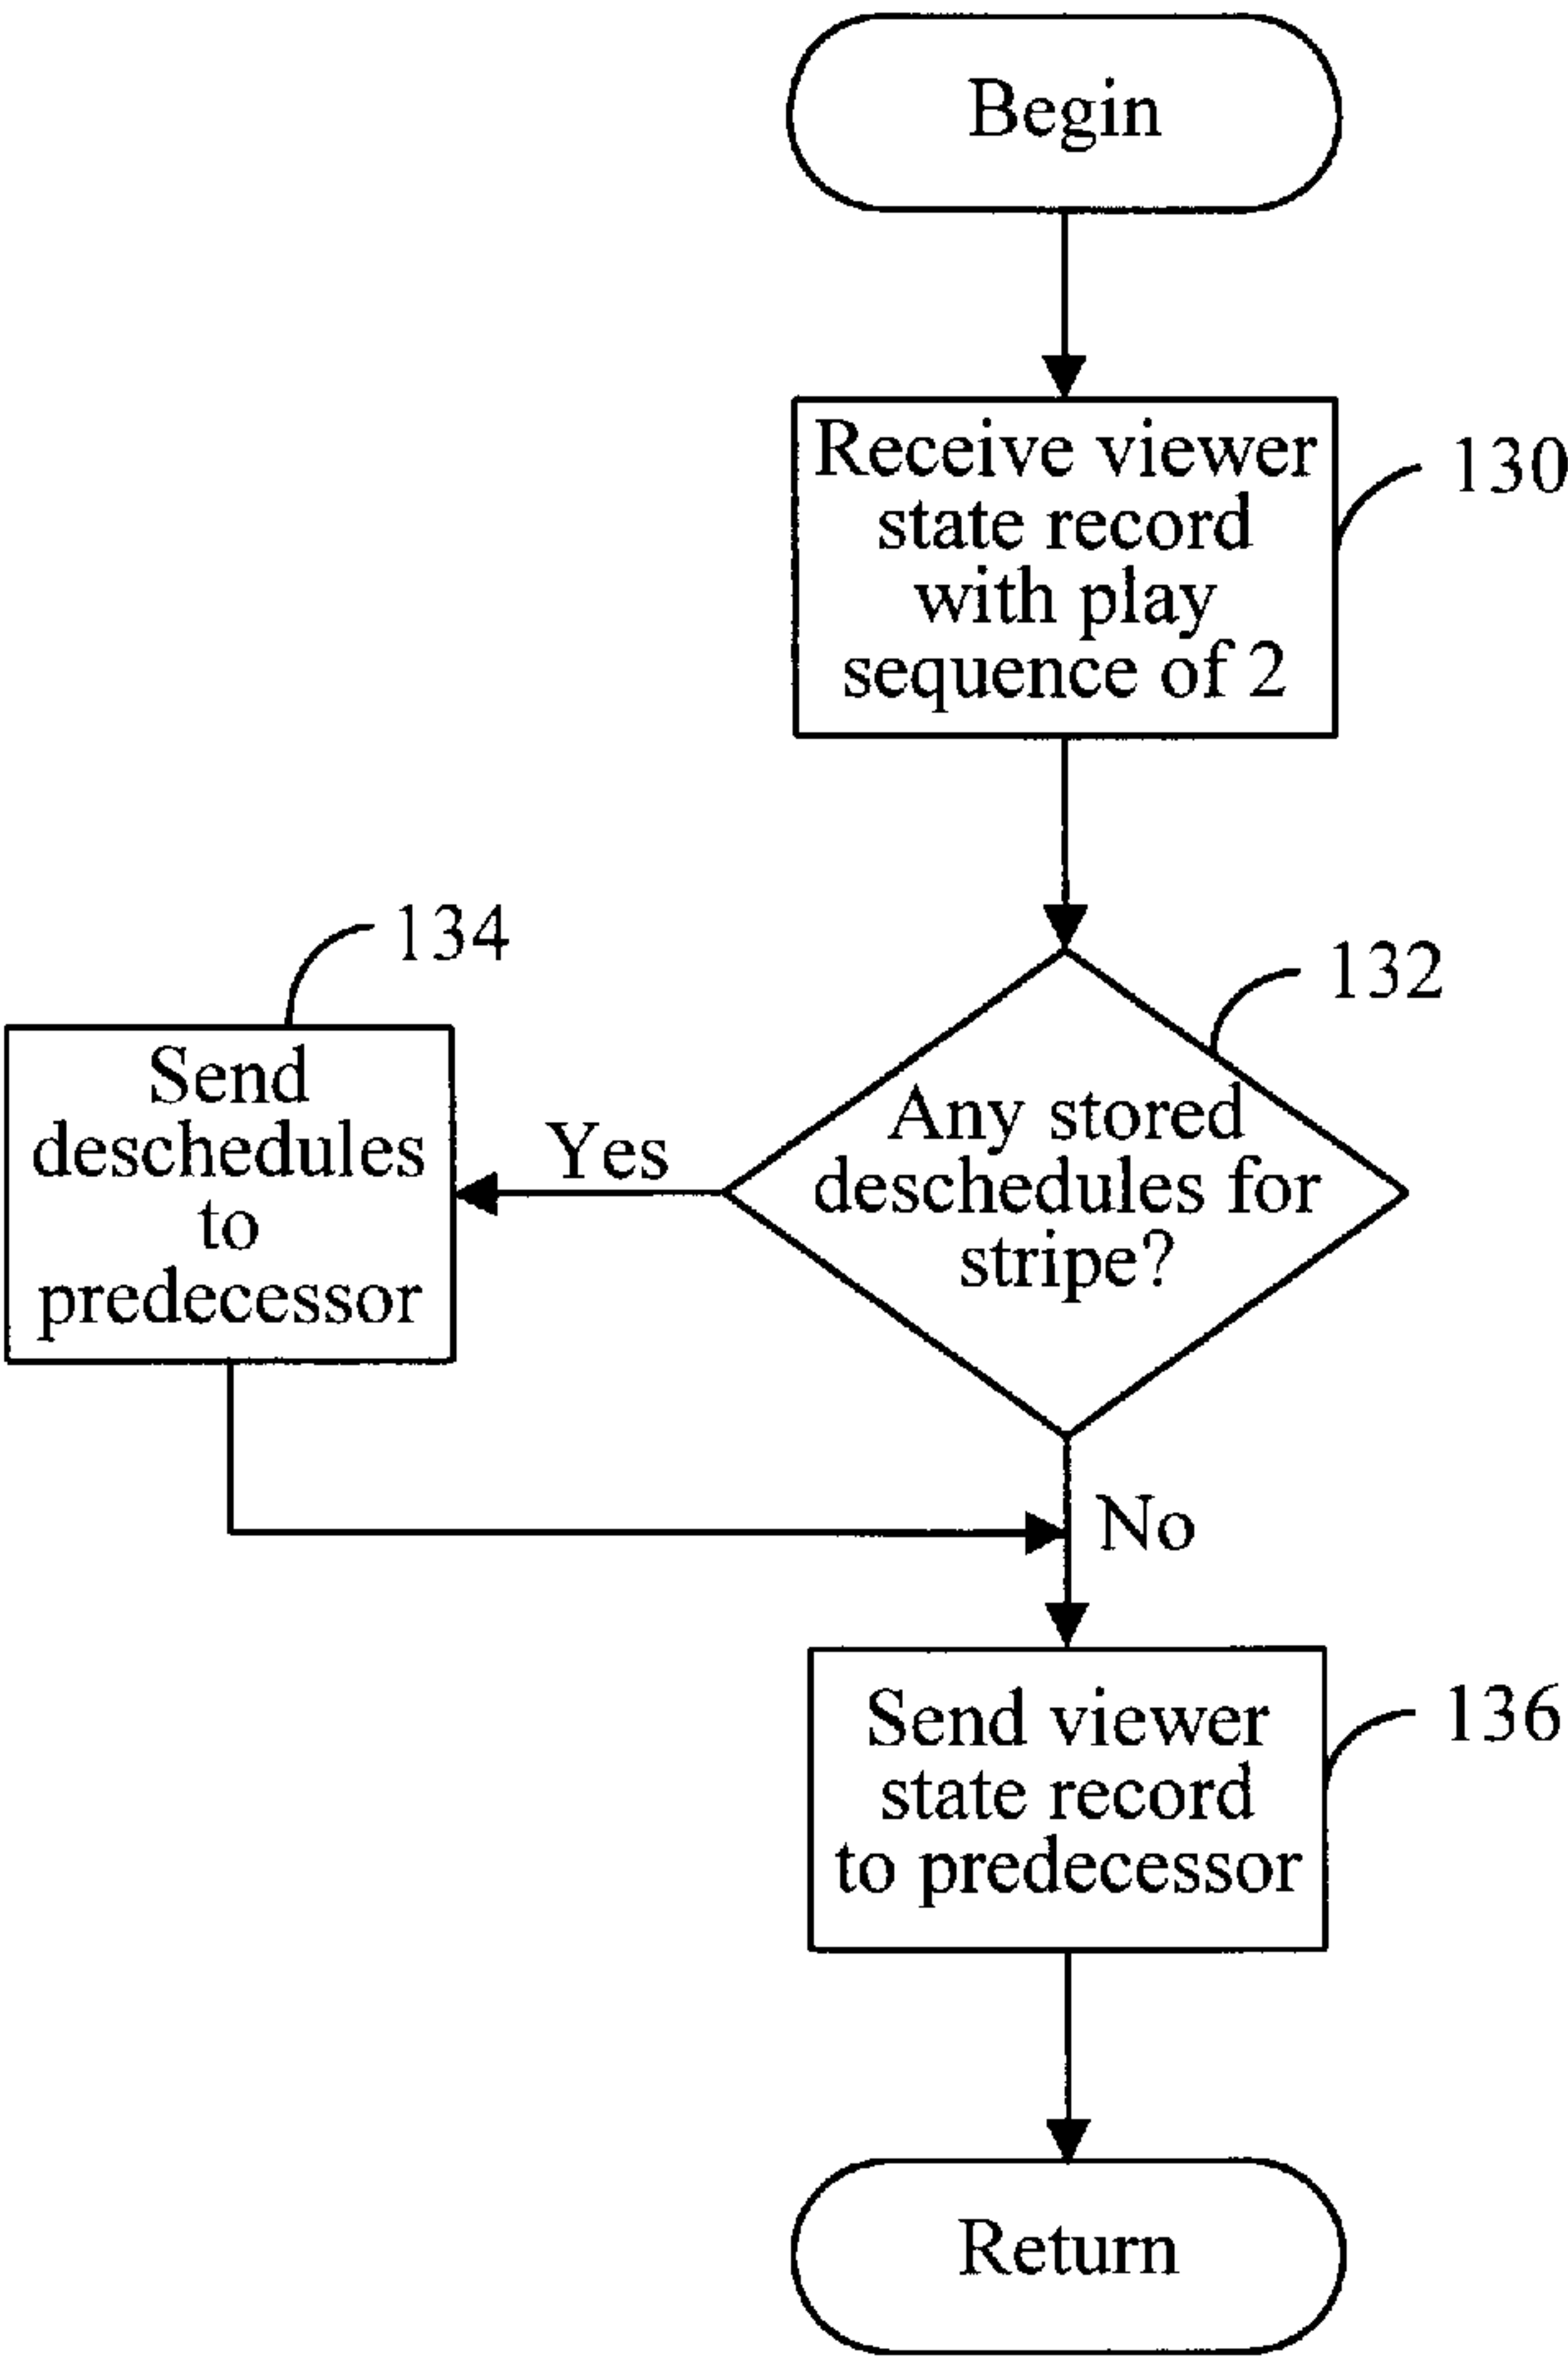 Begin
Receive viewer
state record
with play
sequence of 2
130
134
132
Send
deschedules
to
predecessor
Yes
Any stored
deschedules for
stripe?
No
Send viewer
state record
to predecessor
136
Return